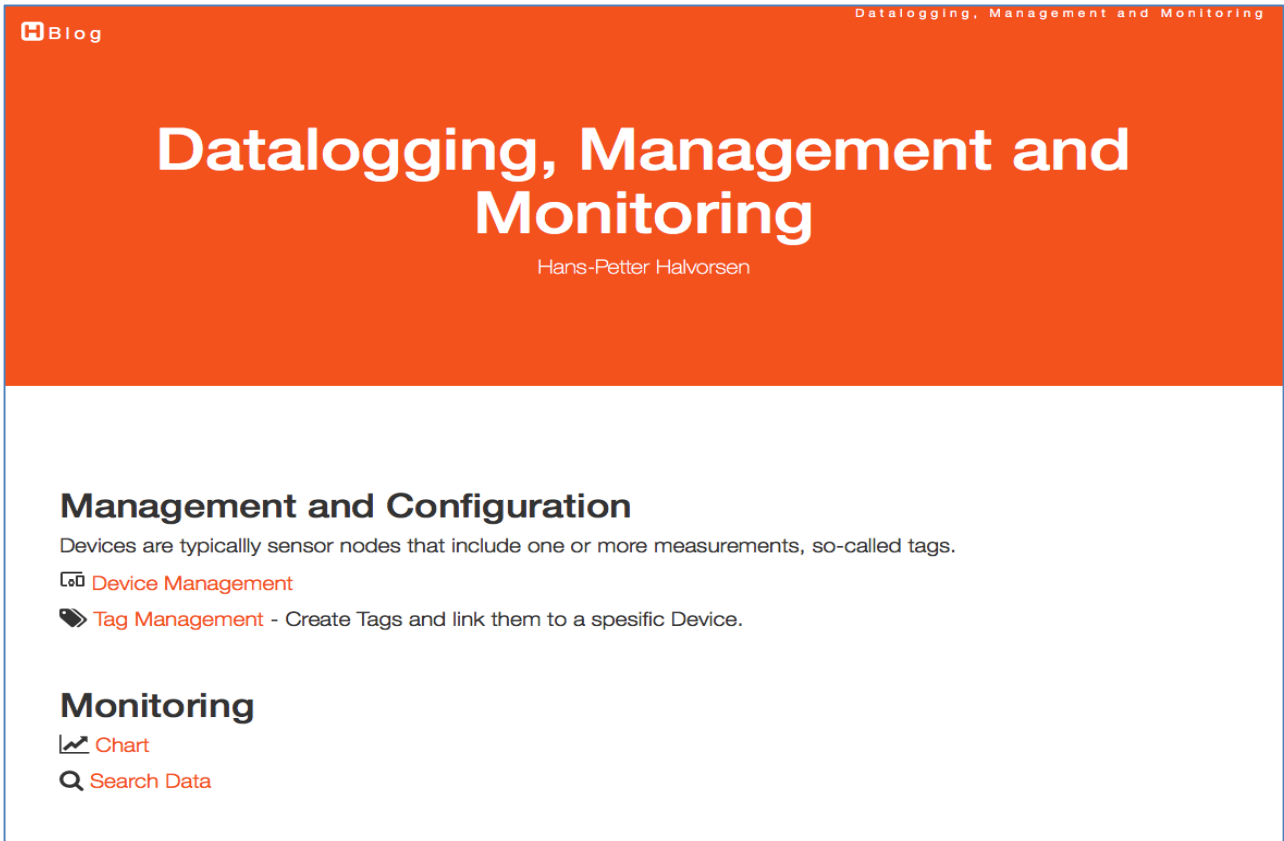 H Blog
Datalogging, Management and Monitoring
Datalogging, Management and
Monitoring
Hans-Petter Halvorsen
Management and Configuration
Devices are typicallly sensor nodes that include one or more measurements, so-called tags.
Device Management
Tag Management - Create Tags and link them to a spesific Device.
Monitoring
Chart
Search Data